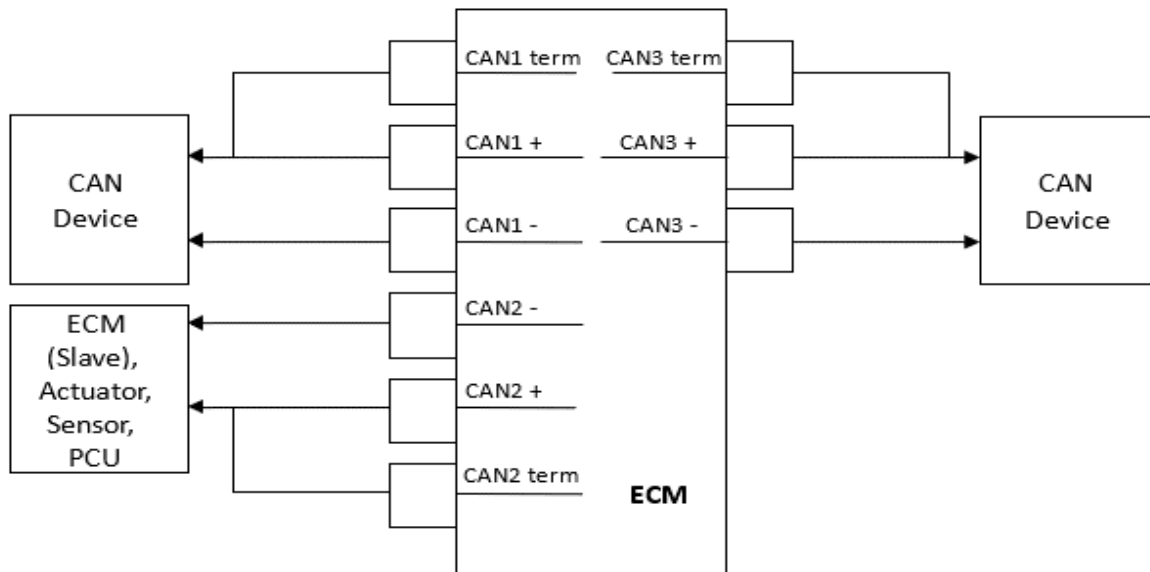 CAN1 term
CAN3 term
CAN1 +
CAN3 +
CAN1 -
CAN3 -
CAN2 -
CAN2 +
CAN2 term
ECM
CAN
Device
ECM
(Slave),
Actuator,
Sensor,
PCU
CAN
Device